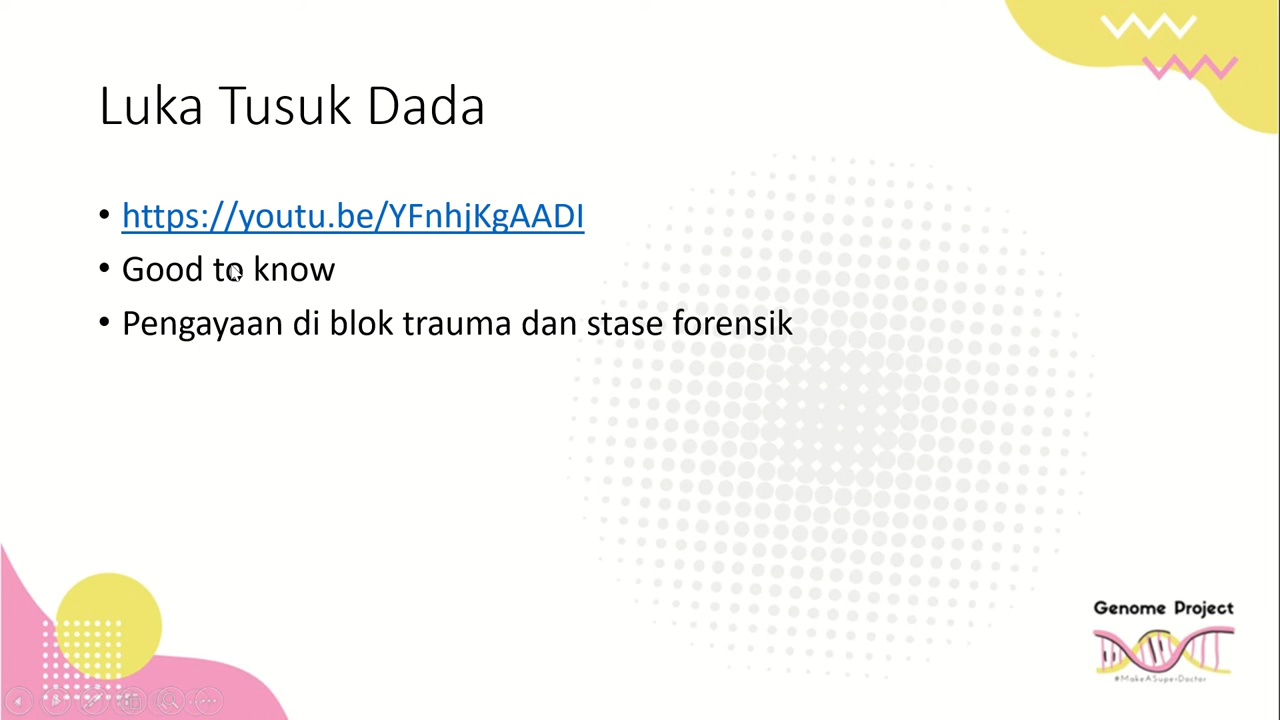 Luka Tusuk Dada
• https://youtu.be/YFnhjKgAADI
• Good to know
• Pengayaan di blok trauma dan stase forensik
Genome Project
#MakeASuperDoctor